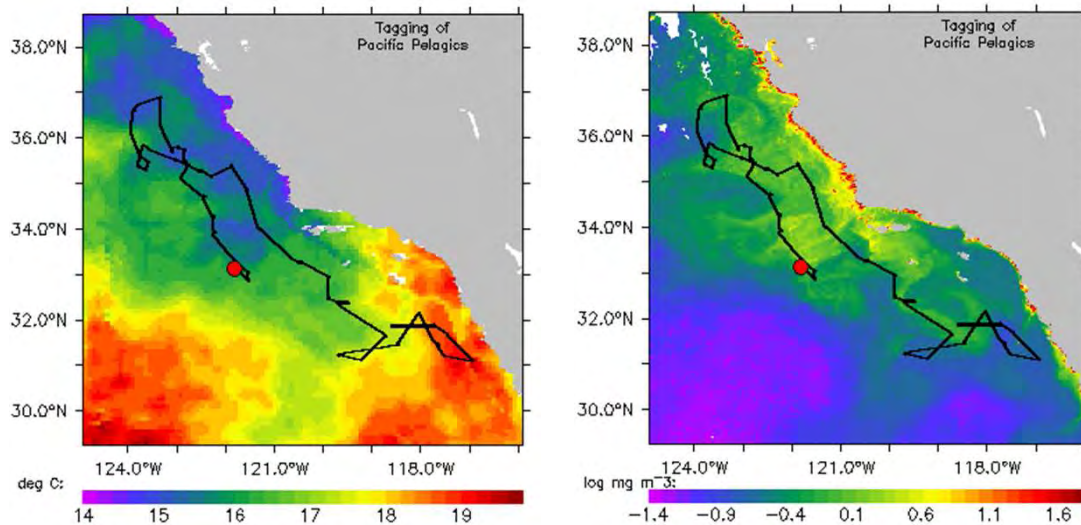 Tagging of
Pacific Pelagics
38.0°N
36.0°N
34.0°N
32.0°N
30.0°N
124.0°W
121.0°W
118.0°W
deg C:
14
15
16
17
18
19
Tagging of
Pacific Pelagics
38.0°N
36.0°N
34.0°N
32.0°N
30.0°N
124.0°W
121.0°W
118.0°W
log mg m^-3:
-1.4
-0.9
-0.4
0.1
0.6
1.1
1.6